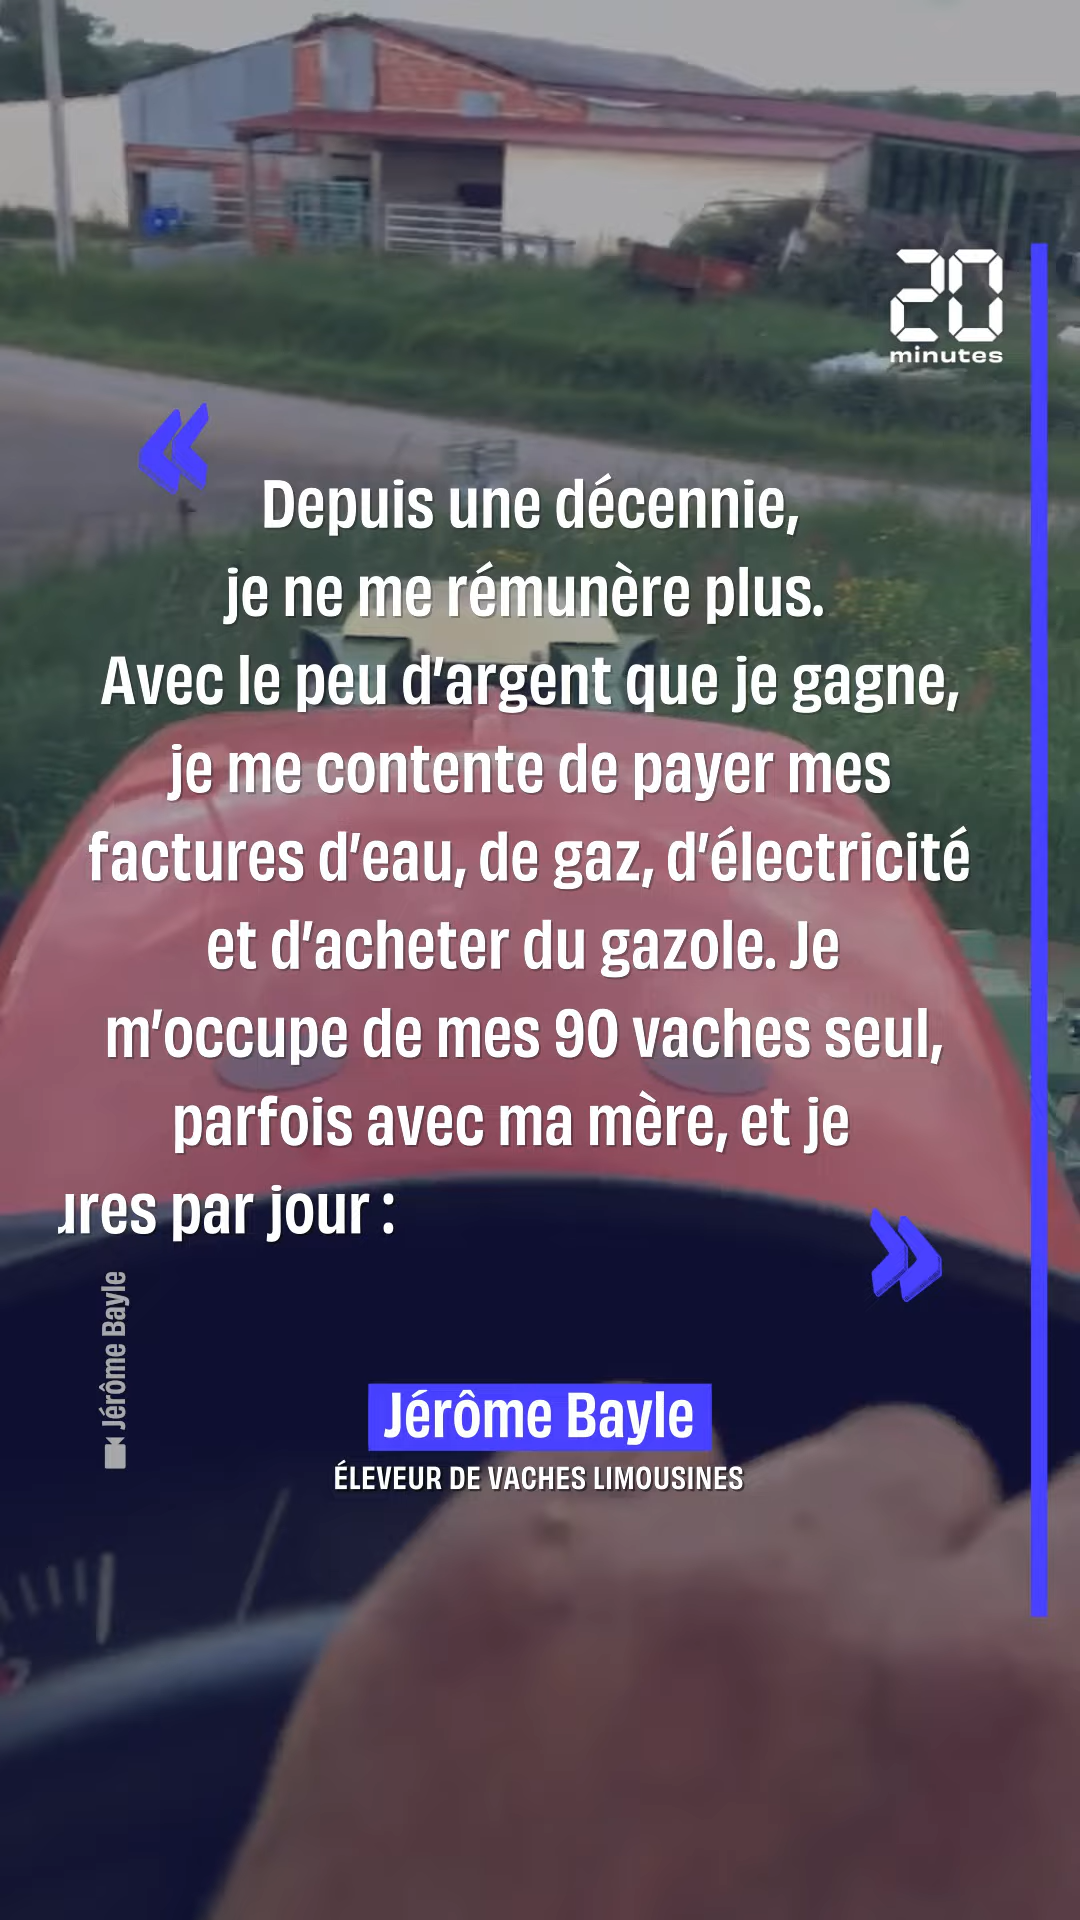 20
minutes
«
Depuis une décennie,
je ne me rémunère plus.
Avec le peu d’argent que je gagne,
je me contente de payer mes
factures d’eau, de gaz, d’électricité
et d’acheter du gazole. Je
m’occupe de mes 90 vaches seul,
parfois avec ma mère, et je
res par jour :
»
Jérôme Bayle
Jérôme Bayle
ÉLEVEUR DE VACHES LIMOUSINES